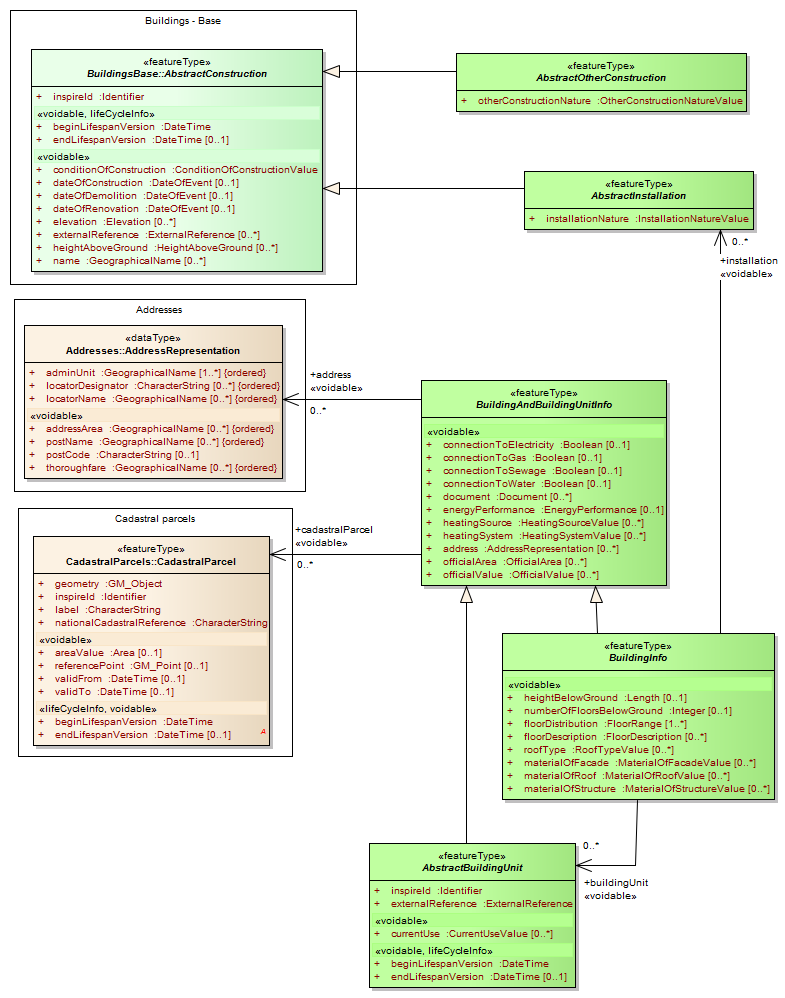 Buildings - Base
«featureType»
BuildingsBase::AbstractConstruction
+ inspireId :Identifier
«voidable, lifeCycleInfo»
+ beginLifespanVersion :DateTime
+ endLifespanVersion :DateTime [0..1]
«voidable»
+ conditionOfConstruction :ConditionOfConstructionValue
+ dateOfConstruction :DateOfEvent [0..1]
+ dateOfDemolition :DateOfEvent [0..1]
+ dateOfRenovation :DateOfEvent [0..1]
+ elevation :Elevation [0..*]
+ externalReference :ExternalReference [0..*]
+ heightAboveGround :HeightAboveGround [0..*]
+ name :GeographicalName [0..*]
«featureType»
AbstractOtherConstruction
+ otherConstructionNature :OtherConstructionNatureValue
«featureType»
AbstractInstallation
+ installationNature :InstallationNatureValue
0..*
+installation
«voidable»
Addresses
«dataType»
Addresses::AddressRepresentation
+ adminUnit :GeographicalName [1..*] {ordered}
+ locatorDesignator :CharacterString [0..*] {ordered}
+ locatorName :GeographicalName [0..*] {ordered}
«voidable»
+ addressArea :GeographicalName [0..*] {ordered}
+ postName :GeographicalName [0..*] {ordered}
+ postCode :CharacterString [0..1]
+ thoroughfare :GeographicalName [0..*] {ordered}
+address
«voidable»
0..*
«featureType»
BuildingAndBuildingUnitInfo
«voidable»
+ connectionToElectricity :Boolean [0..1]
+ connectionToGas :Boolean [0..1]
+ connectionToSewage :Boolean [0..1]
+ connectionToWater :Boolean [0..1]
+ document :Document [0..*]
+ energyPerformance :EnergyPerformance [0..1]
+ heatingSource :HeatingSourceValue [0..*]
+ heatingSystem :HeatingSystemValue [0..*]
+ address :AddressRepresentation [0..*]
+ officialArea :OfficialArea [0..*]
+ officialValue :OfficialValue [0..*]
Cadastral parcels
«featureType»
CadastralParcels::CadastralParcel
+ geometry :GM_Object
+ inspireId :Identifier
+ label :CharacterString
+ nationalCadastralReference :CharacterString
«voidable»
+ areaValue :Area [0..1]
+ referencePoint :GM_Point [0..1]
+ validFrom :DateTime [0..1]
+ validTo :DateTime [0..1]
«lifeCycleInfo, voidable»
+ beginLifespanVersion :DateTime
+ endLifespanVersion :DateTime [0..1]
A
+cadastralParcel
«voidable»
0..*
«featureType»
BuildingInfo
«voidable»
+ heightBelowGround :Length [0..1]
+ numberOfFloorsBelowGround :Integer [0..1]
+ floorDistribution :FloorRange [1..*]
+ floorDescription :FloorDescription [0..*]
+ roofType :RoofTypeValue [0..*]
+ materialOfFacade :MaterialOfFacadeValue [0..*]
+ materialOfRoof :MaterialOfRoofValue [0..*]
+ materialOfStructure :MaterialOfStructureValue [0..*]
0..*
+buildingUnit
«voidable»
«featureType»
AbstractBuildingUnit
+ inspireId :Identifier
+ externalReference :ExternalReference
«voidable»
+ currentUse :CurrentUseValue [0..*]
«voidable, lifeCycleInfo»
+ beginLifespanVersion :DateTime
+ endLifespanVersion :DateTime [0..1]